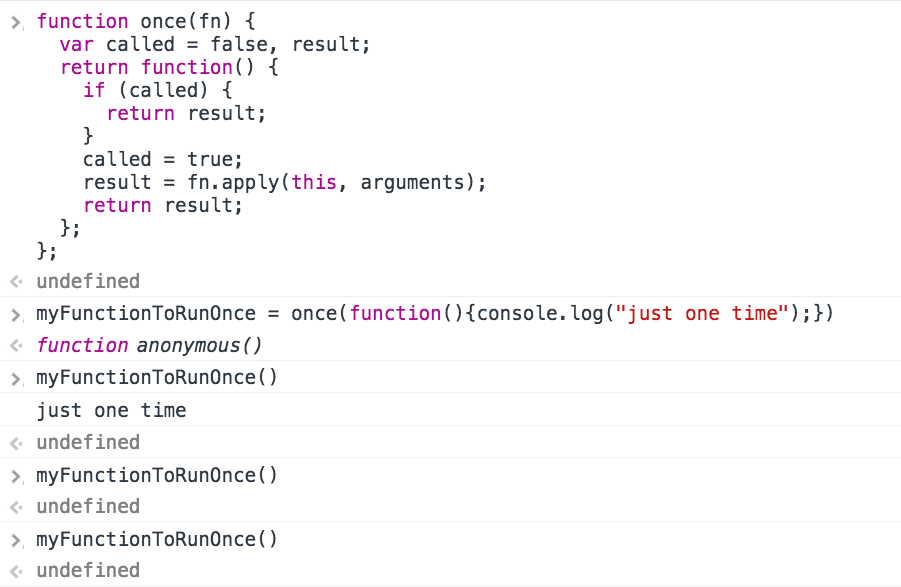 function once(fn) {
  var called = false, result;
  return function() {
    if (called) {
      return result;
    }
    called = true;
    result = fn.apply(this, arguments);
    return result;
  };
};
undefined
myFunctionToRunOnce = once(function(){console.log("just one time");})
function anonymous()
myFunctionToRunOnce()
just one time
undefined
myFunctionToRunOnce()
undefined
myFunctionToRunOnce()
undefined